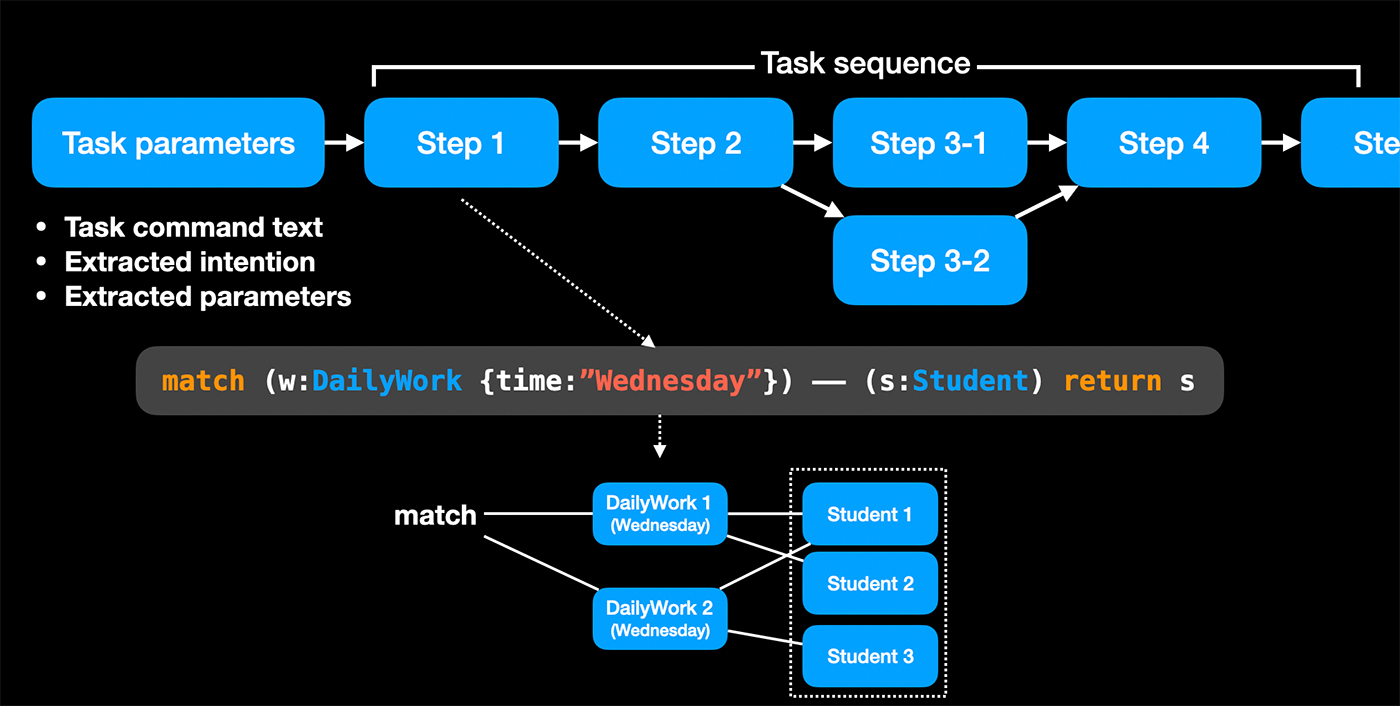 Task sequence
Task parameters
Step 1
Step 2
Step 3-1
Step 4
Ste
• Task command text
• Extracted intention
• Extracted parameters
Step 3-2
match (w:DailyWork {time:”Wednesday”}) —— (s:Student) return s
match
DailyWork 1
(Wednesday)
Student 1
Student 2
DailyWork 2
(Wednesday)
Student 3